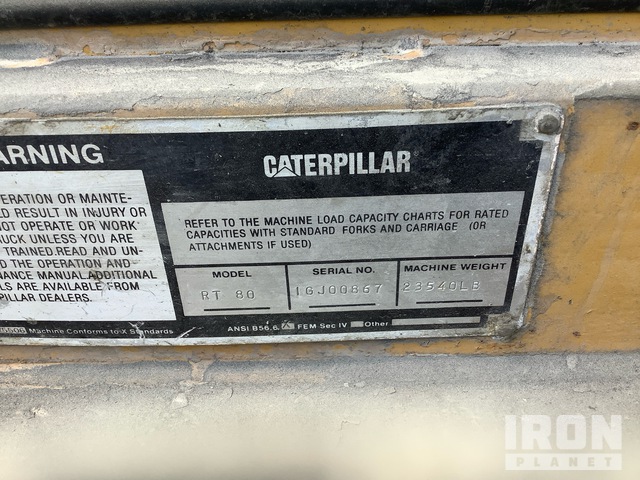 ARNING
ERATION OR MAINTE-
D RESULT IN INJURY OR
NOT OPERATE OR WORK
UCK UNLESS YOU ARE
TRAINED. READ AND UN-
D THE OPERATION AND
NANCE MANUAL. ADDITIONAL
LS ARE AVAILABLE FROM
PILLAR DEALERS.
Machine Conforms to X Standards
CATERPILLAR
REFER TO THE MACHINE LOAD CAPACITY CHARTS FOR RATED
CAPACITIES WITH STANDARD FORKS AND CARRIAGE (OR
ATTACHMENTS IF USED)
MODEL
RT 80
SERIAL NO.
1GJ00867
MACHINE WEIGHT
23540LB
ANSI B56.6 X FEM Sec IV Other
IRON
PLANET